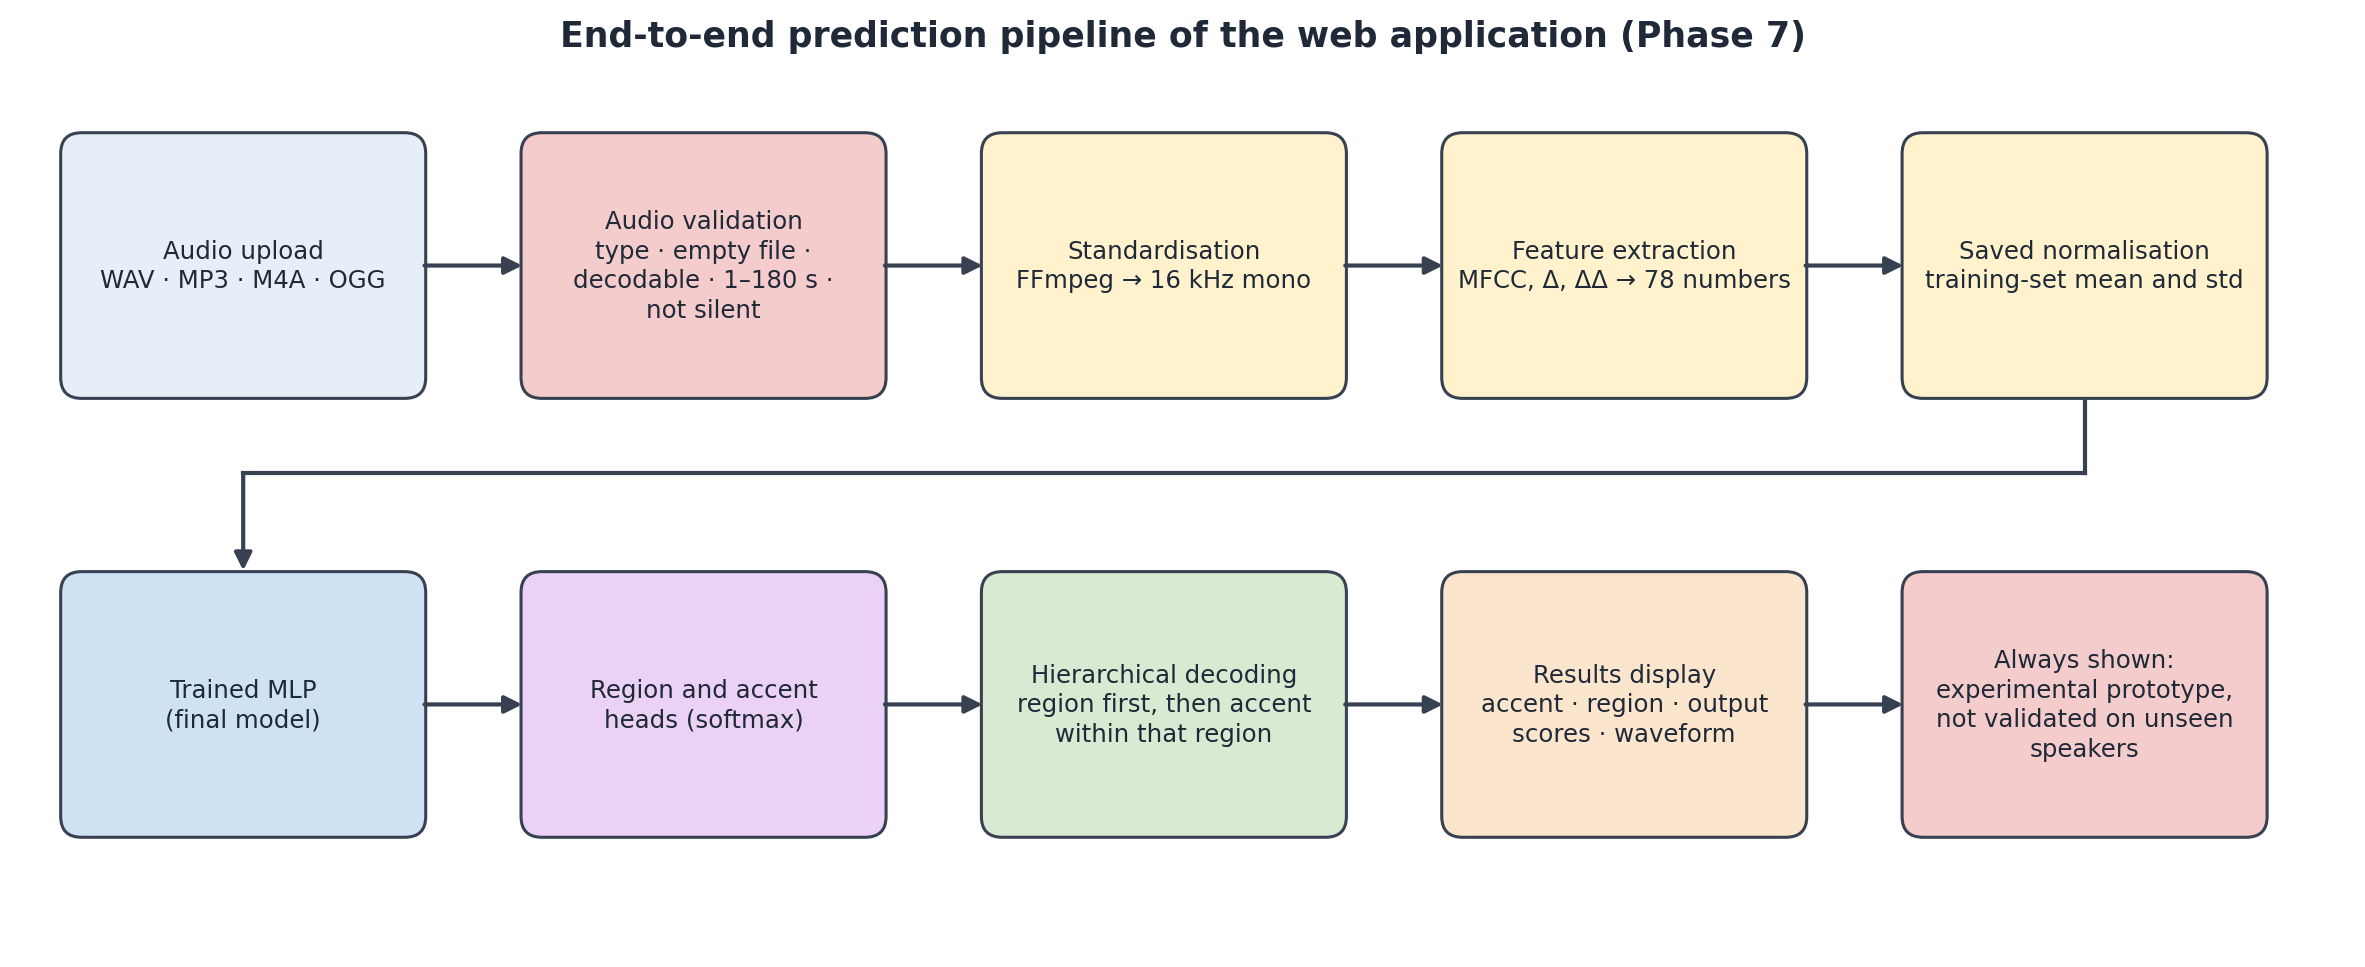 End-to-end prediction pipeline of the web application (Phase 7)
Audio upload
WAV · MP3 · M4A · OGG
Audio validation
type · empty file ·
decodable · 1–180 s ·
not silent
Standardisation
FFmpeg → 16 kHz mono
Feature extraction
MFCC, Δ, ΔΔ → 78 numbers
Saved normalisation
training-set mean and std
Trained MLP
(final model)
Region and accent
heads (softmax)
Hierarchical decoding
region first, then accent
within that region
Results display
accent · region · output
scores · waveform
Always shown:
experimental prototype,
not validated on unseen
speakers